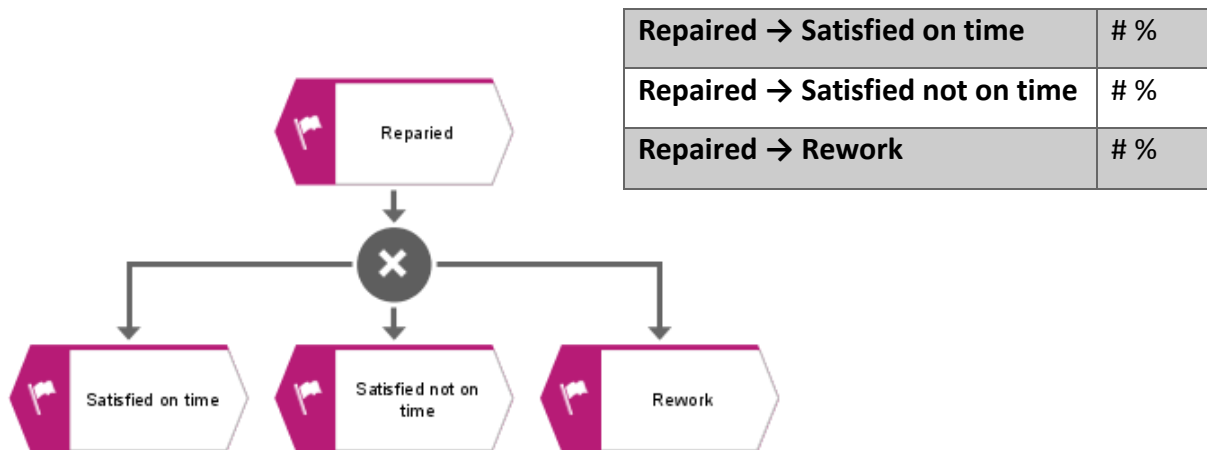 Repaired → Satisfied on time # %
Repaired → Satisfied not on time # %
Repaired → Rework # %
Reparied
Satisfied on time
Satisfied not on
time
Rework